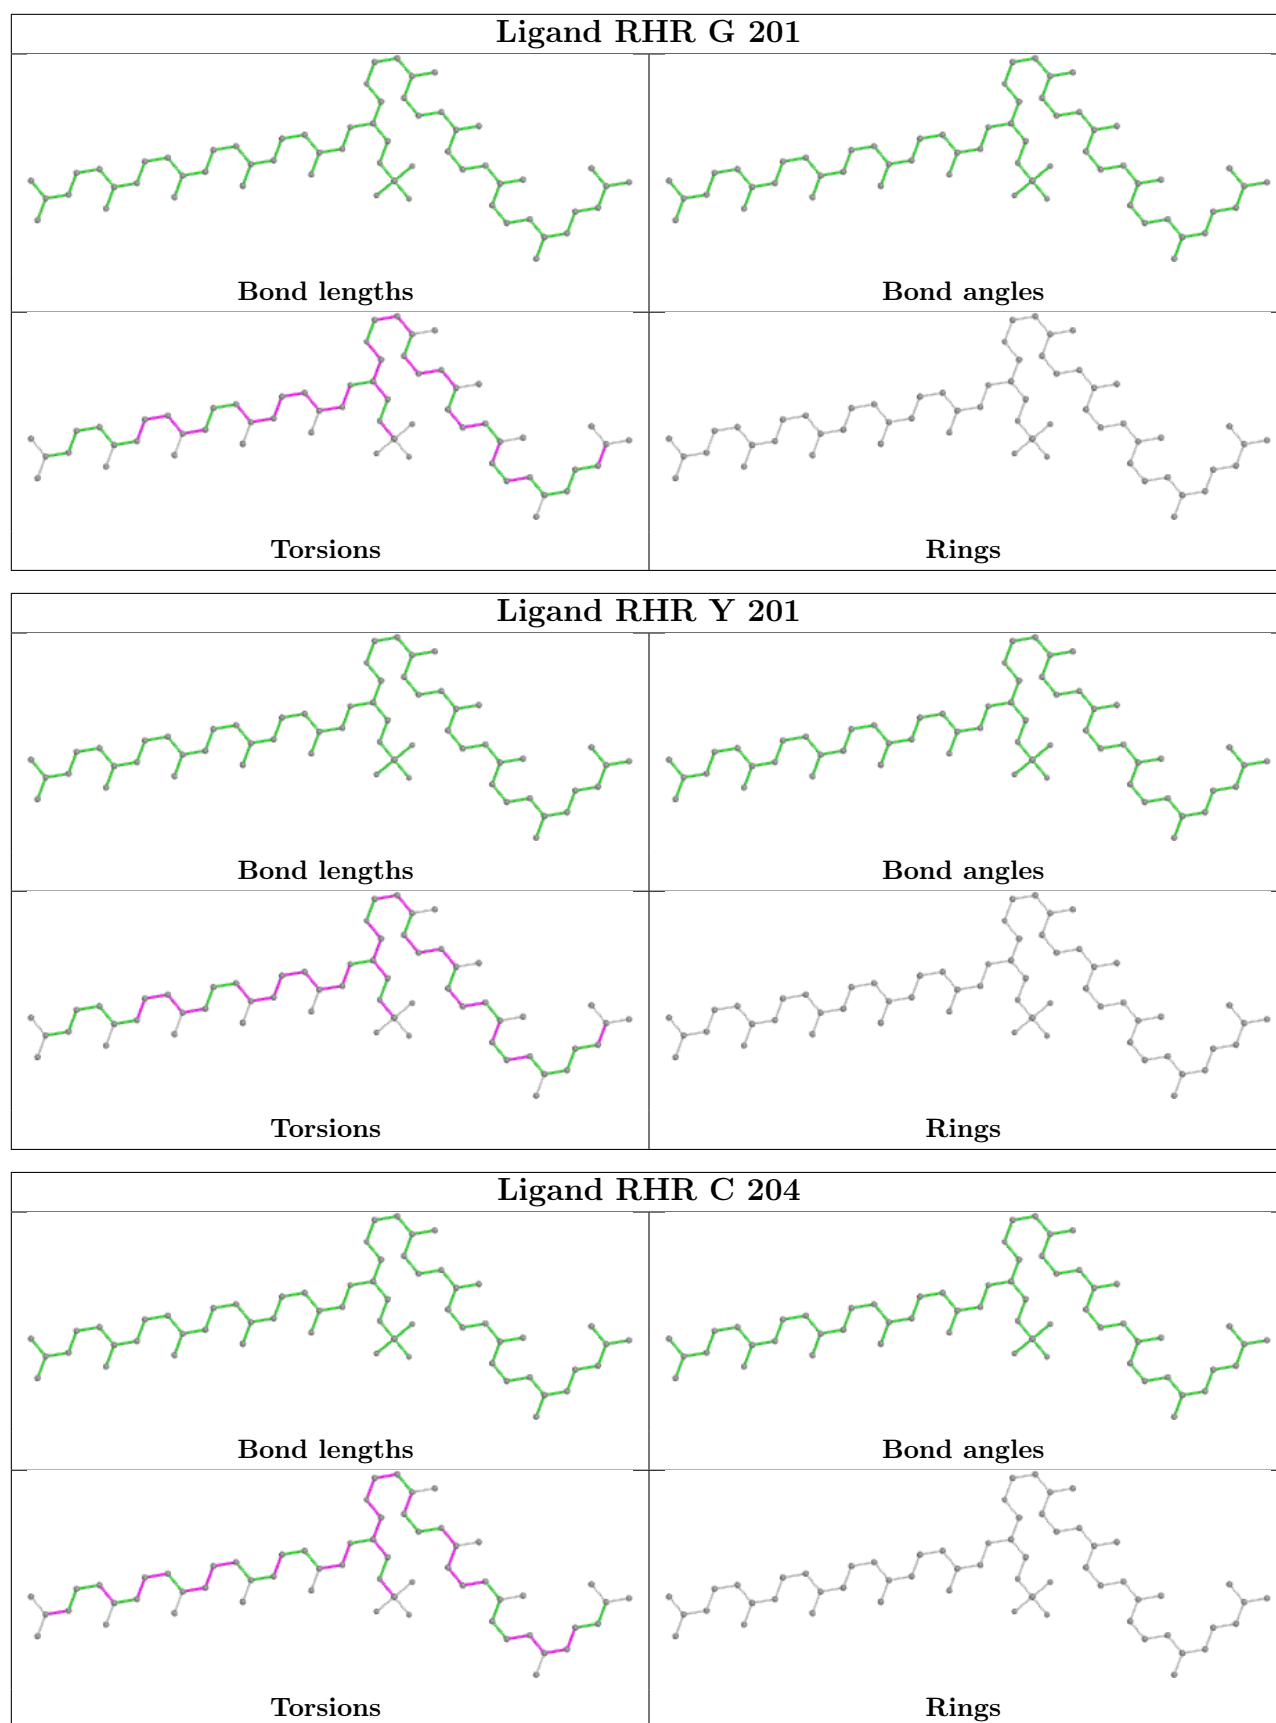 Ligand RHR G 201
Bond lengths
Bond angles
Torsions
Rings
Ligand RHR Y 201
Bond lengths
Bond angles
Torsions
Rings
Ligand RHR C 204
Bond lengths
Bond angles
Torsions
Rings